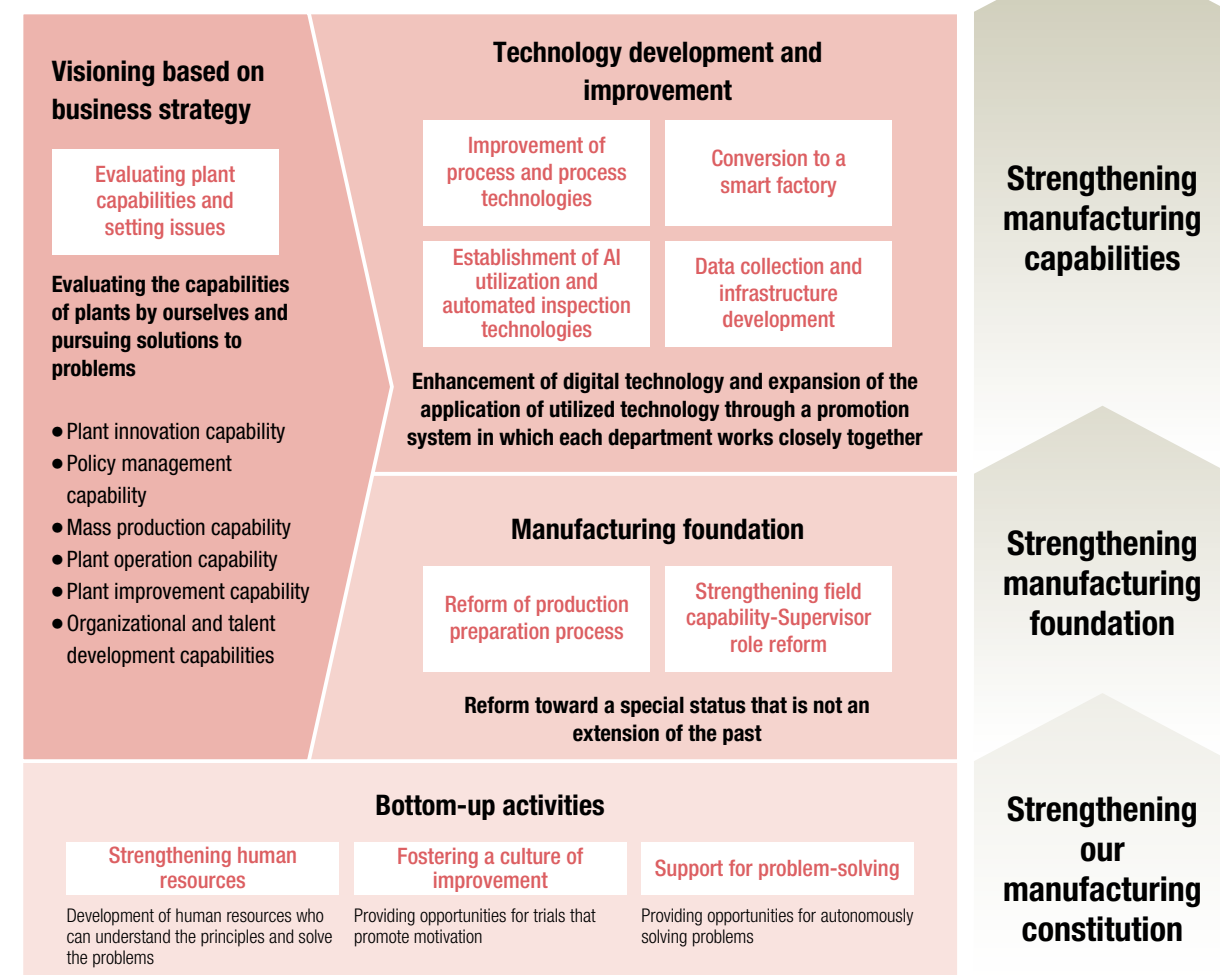 Visioning based on
business strategy
Evaluating plant
capabilities and
setting issues
Evaluating the capabilities
of plants by ourselves and
pursuing solutions to
problems
● Plant innovation capability
● Policy management
capability
● Mass production capability
● Plant operation capability
● Plant improvement capability
● Organizational and talent
development capabilities
Technology development and
improvement
Improvement of
process and process
technologies
Conversion to a
smart factory
Establishment of AI
utilization and
automated inspection
technologies
Data collection and
infrastructure
development
Enhancement of digital technology and expansion of the
application of utilized technology through a promotion
system in which each department works closely together
Manufacturing foundation
Reform of production
preparation process
Strengthening field
capability-Supervisor
role reform
Reform toward a special status that is not an
extension of the past
Bottom-up activities
Strengthening human
resources
Development of human resources who
can understand the principles and solve
the problems
Fostering a culture of
improvement
Providing opportunities for trials that
promote motivation
Support for problem-solving
Providing opportunities for autonomously
solving problems
Strengthening
manufacturing
capabilities
Strengthening
manufacturing
foundation
Strengthening
our
manufacturing
constitution